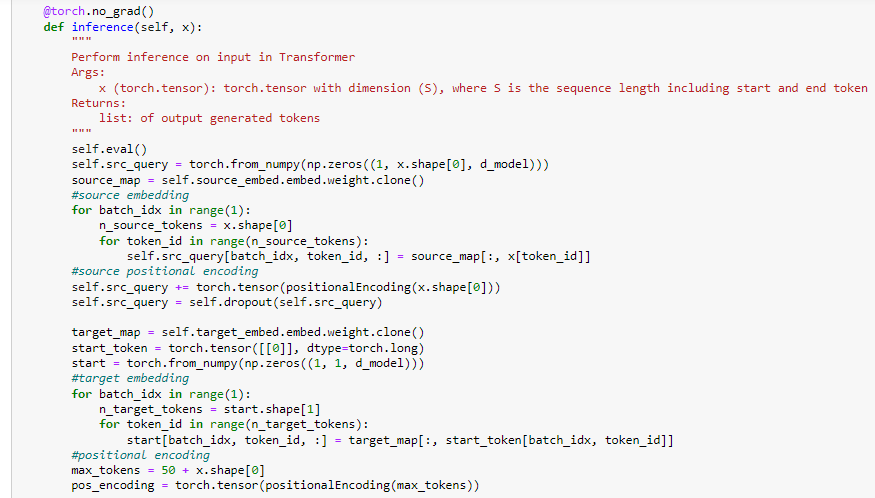 @torch.no_grad()
def inference(self, x):
    """
    Perform inference on input in Transformer
    Args:
        x (torch.tensor): torch.tensor with dimension (S), where S is the sequence length including start and end token
    Returns:
        list: of output generated tokens
    """
    self.eval()
    self.src_query = torch.from_numpy(np.zeros((1, x.shape[0], d_model)))
    source_map = self.source_embed.embed.weight.clone()
    #source embedding
    for batch_idx in range(1):
        n_source_tokens = x.shape[0]
        for token_id in range(n_source_tokens):
            self.src_query[batch_idx, token_id, :] = source_map[:, x[token_id]]
    #source positional encoding
    self.src_query += torch.tensor(positionalEncoding(x.shape[0]))
    self.src_query = self.dropout(self.src_query)

    target_map = self.target_embed.embed.weight.clone()
    start_token = torch.tensor([[0]], dtype=torch.long)
    start = torch.from_numpy(np.zeros((1, 1, d_model)))
    #target embedding
    for batch_idx in range(1):
        n_target_tokens = start.shape[1]
        for token_id in range(n_target_tokens):
            start[batch_idx, token_id, :] = target_map[:, start_token[batch_idx, token_id]]
    #positional encoding
    max_tokens = 50 + x.shape[0]
    pos_encoding = torch.tensor(positionalEncoding(max_tokens))